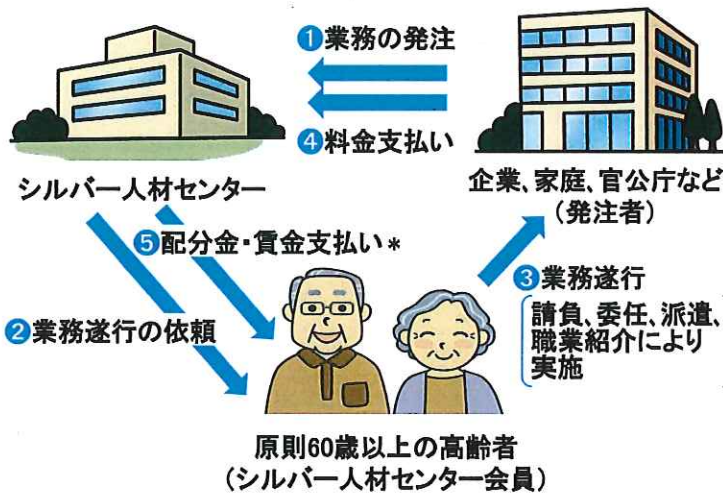 ❶業務の発注
❹料金支払い
シルバー人材センター
企業、家庭、官公庁など
(発注者)
❺配分金・賃金支払い*
❸業務遂行
請負、委任、派遣、
職業紹介により
実施
❷業務遂行の依頼
原則60歳以上の高齢者
(シルバー人材センター会員)